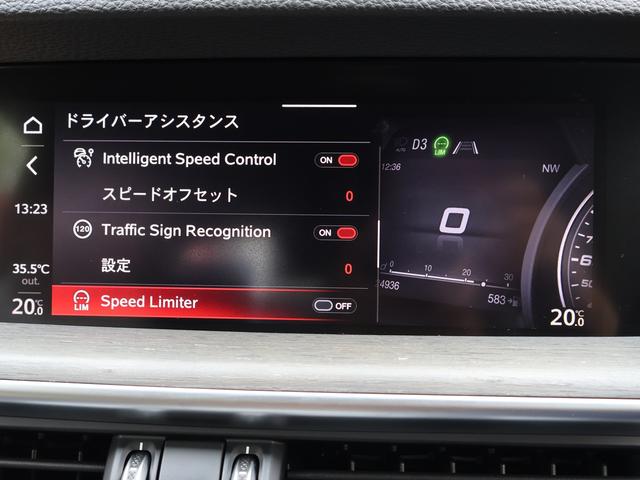 ドライバーアシスタンス
Intelligent Speed Control
ON
スピードオフセット
0
120
Traffic Sign Recognition
ON
設定
0
LIM
Speed Limiter
OFF
13:23
35.5℃
out.
20.0℃
AUTO
D3
LIM
12:36
NW
0
0 10 20 30
4936
583
20.0℃